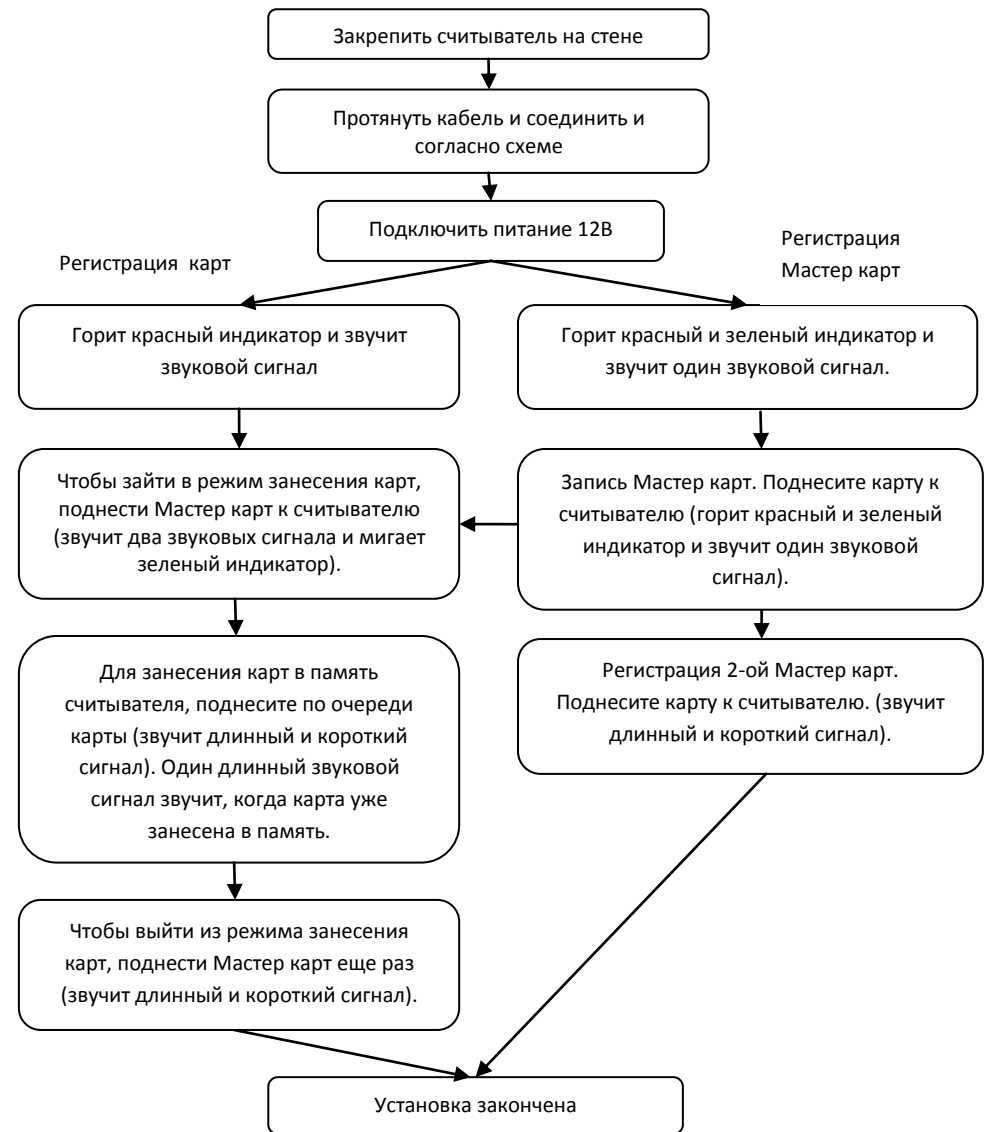 Закрепить считыватель на стене
Протянуть кабель и соединить и
согласно схеме
Подключить питание 12В
Регистрация карт
Регистрация
Мастер карт
Горит красный индикатор и звучит
звуковой сигнал
Горит красный и зеленый индикатор и
звучит один звуковой сигнал.
Чтобы зайти в режим занесения карт,
поднести Мастер карт к считывателю
(звучит два звуковых сигнала и мигает
зеленый индикатор).
Запись Мастер карт. Поднесите карту к
считывателю (горит красный и зеленый
индикатор и звучит один звуковой
сигнал).
Для занесения карт в память
считывателя, поднесите по очереди
карты (звучит длинный и короткий
сигнал). Один длинный звуковой
сигнал звучит, когда карта уже
занесена в память.
Регистрация 2-ой Мастер карт.
Поднесите карту к считывателю. (звучит
длинный и короткий сигнал).
Чтобы выйти из режима занесения
карт, поднести Мастер карт еще раз
(звучит длинный и короткий сигнал).
Установка закончена